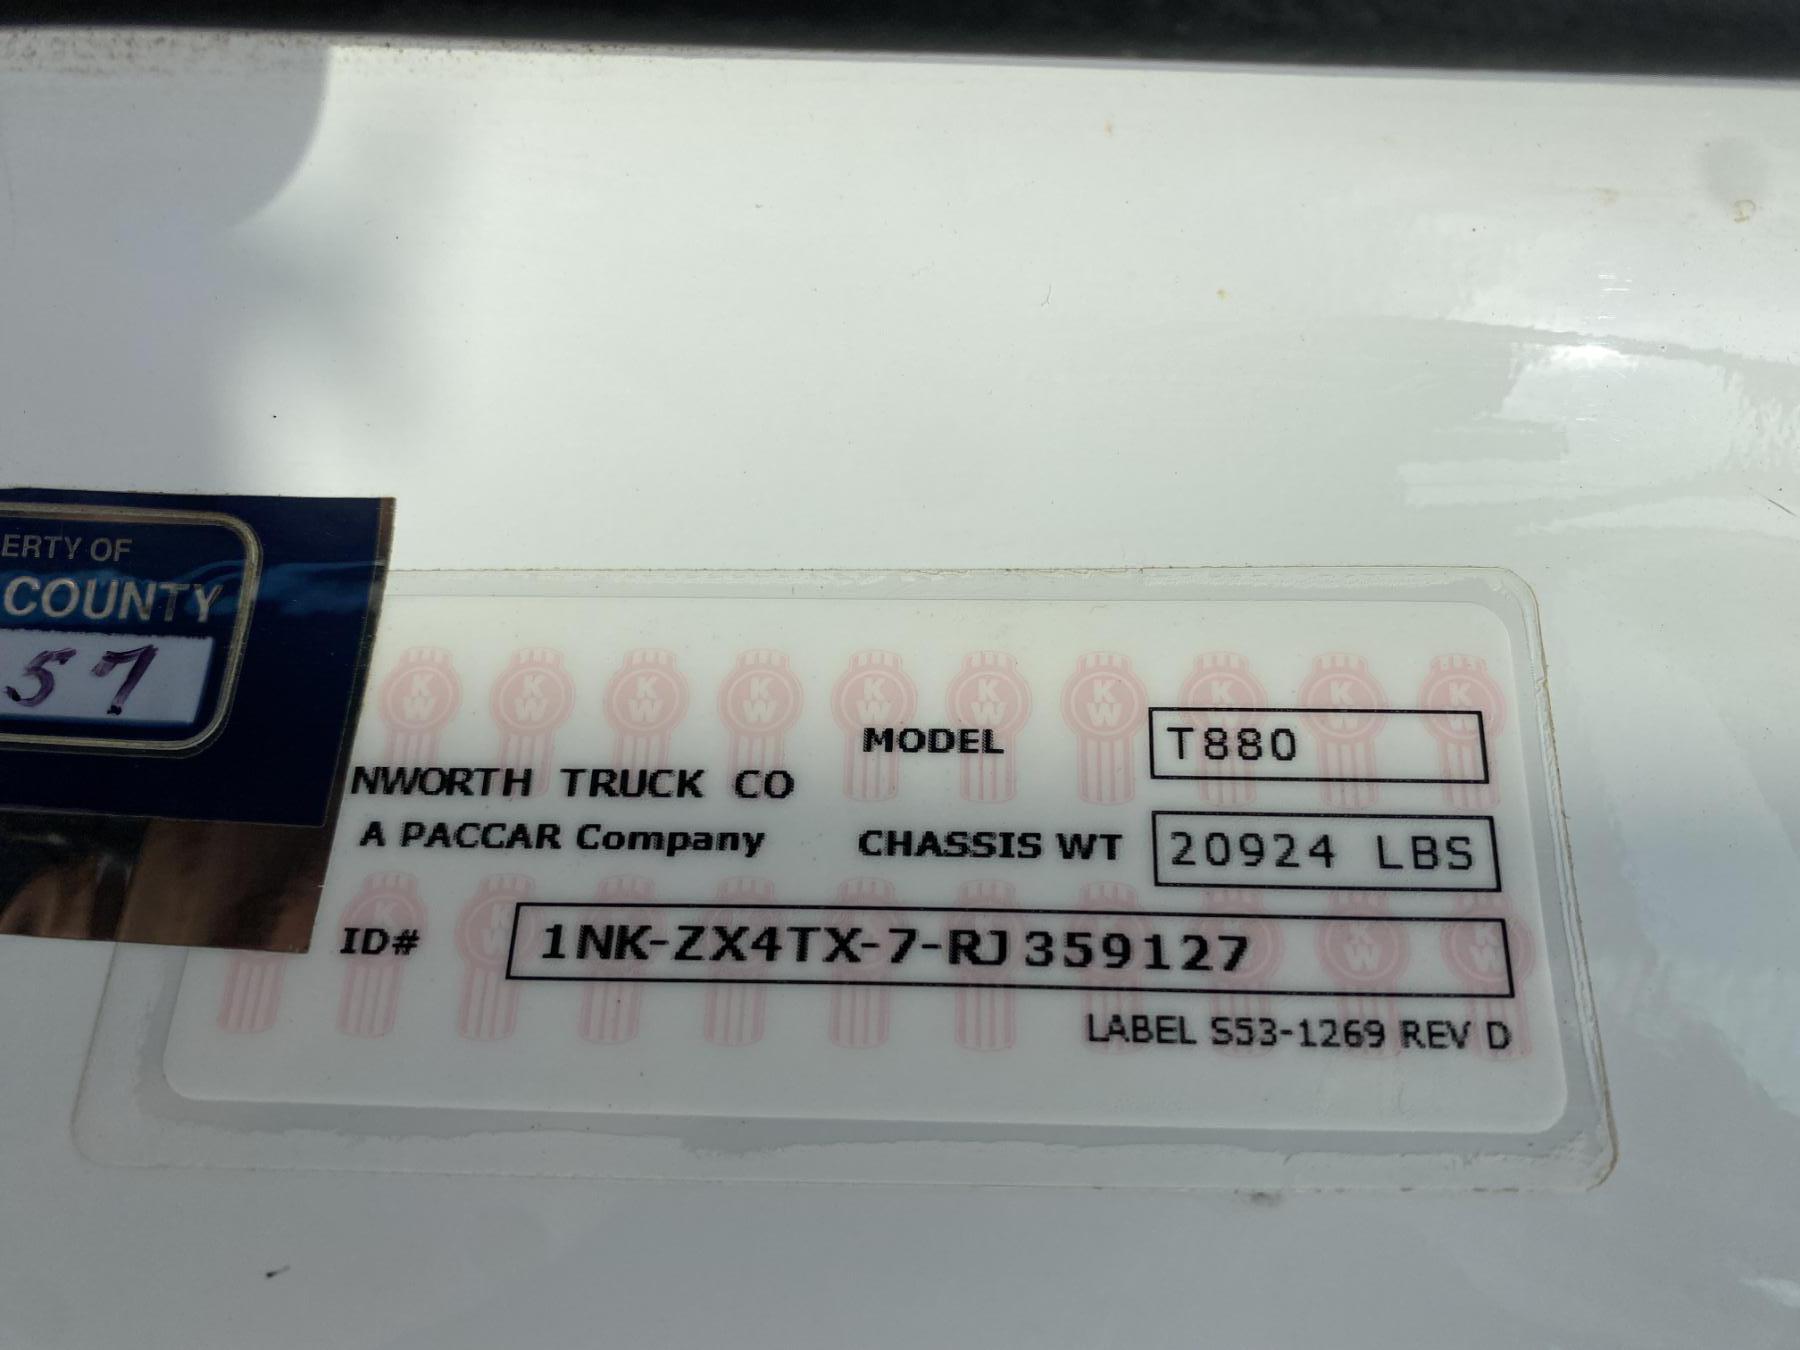 ERTY OF
COUNTY
57
MODEL T880
NWORTH TRUCK CO
A PACCAR Company
CHASSIS WT 20924 LBS
ID# 1NK-ZX4TX-7-RJ359127
LABEL S53-1269 REV D